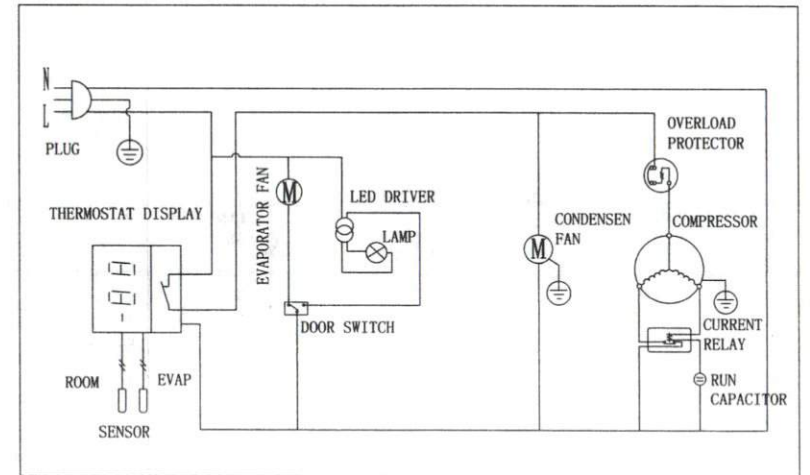 N
L
PLUG
THERMOSTAT DISPLAY
ROOM
EVAP
SENSOR
EVAPORATOR FAN
M
LED DRIVER
LAMP
DOOR SWITCH
CONDENSEN
FAN
M
OVERLOAD
PROTECTOR
COMPRESSOR
CURRENT
RELAY
RUN
CAPACITOR